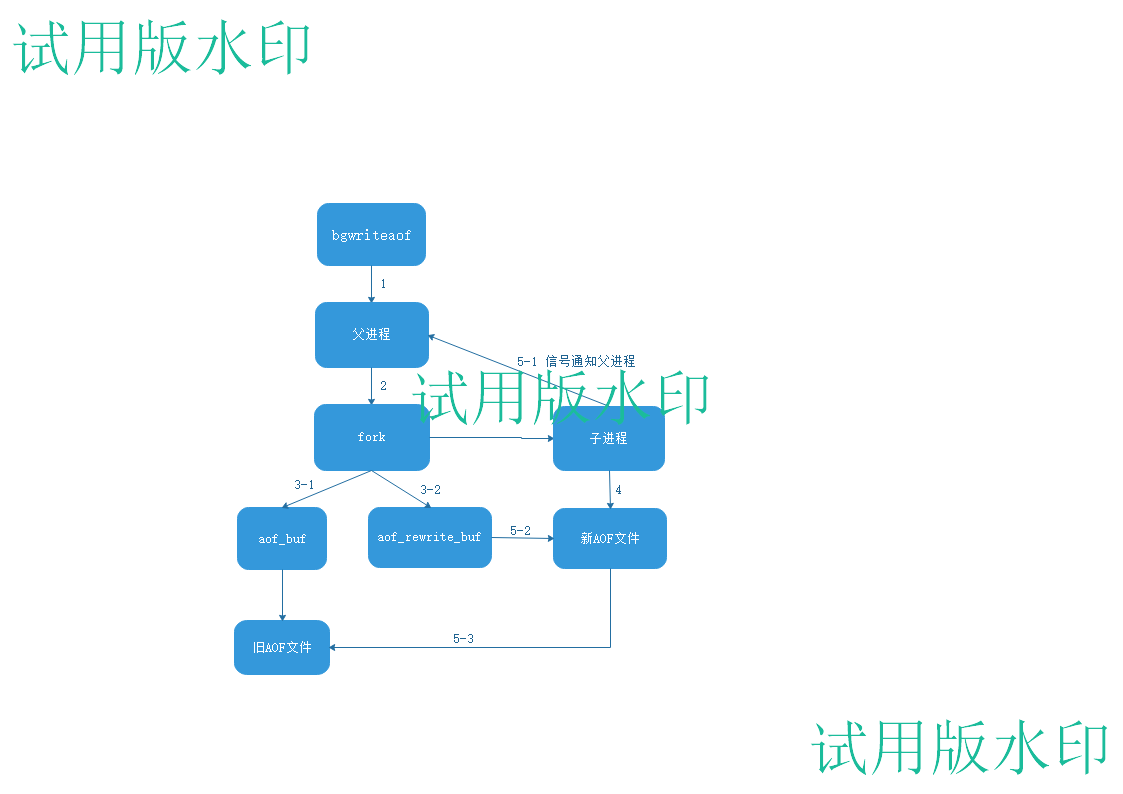 试用版水印
bgwriteaof
1
父进程
5-1 信号通知父进程
2
试用版水印
fork
子进程
3-1
3-2
4
aof_buf
aof_rewrite_buf
5-2
新AOF文件
5-3
旧AOF文件
试用版水印